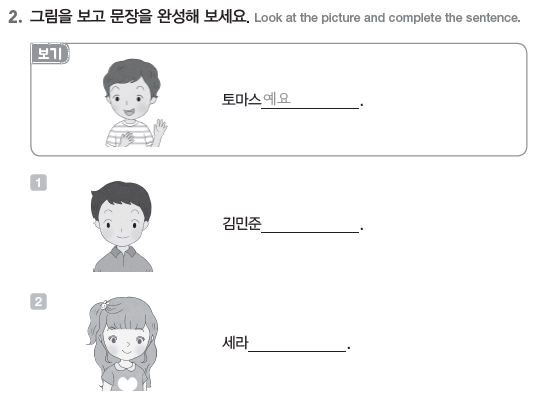 2. 그림을 보고 문장을 완성해 보세요. Look at the picture and complete the sentence.
보기
토마스예요.
1
김민준.
2
세라.